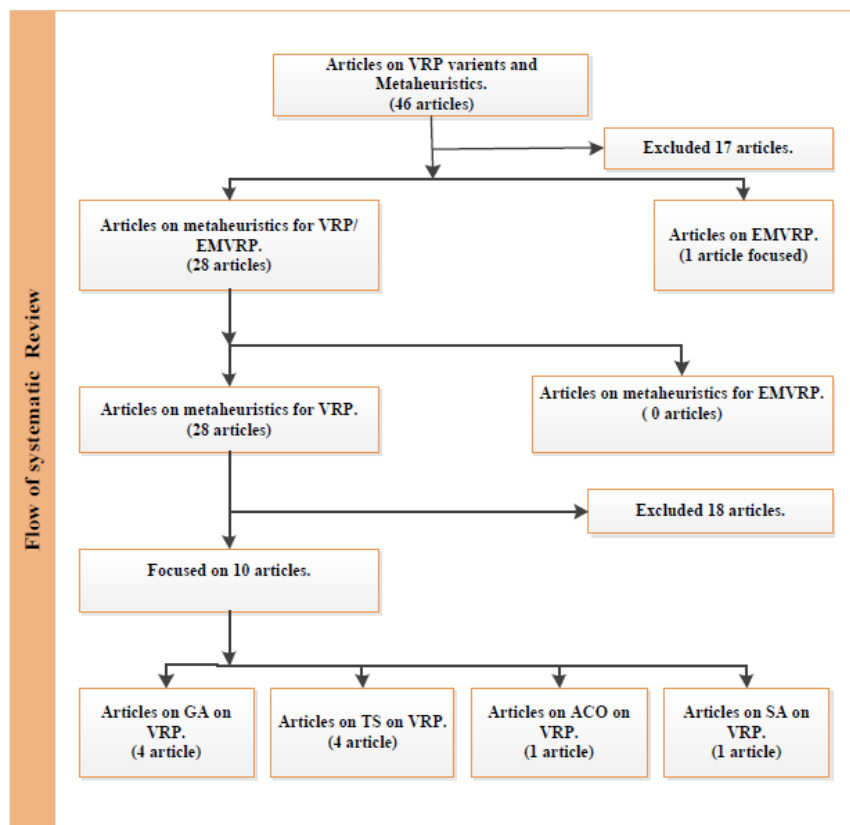 Flow of systematic Review
Articles on VRP varients and
Metaheuristics.
(46 articles)
Excluded 17 articles.
Articles on metaheuristics for VRP/
EMVRP.
(28 articles)
Articles on EMVRP.
(1 article focused)
Articles on metaheuristics for VRP.
(28 articles)
Articles on metaheuristics for EMVRP.
( 0 articles)
Excluded 18 articles.
Focused on 10 articles.
Articles on GA on
VRP.
(4 article)
Articles on TS on VRP.
(4 article)
Articles on ACO on
VRP.
(1 article)
Articles on SA on
VRP.
(1 article)